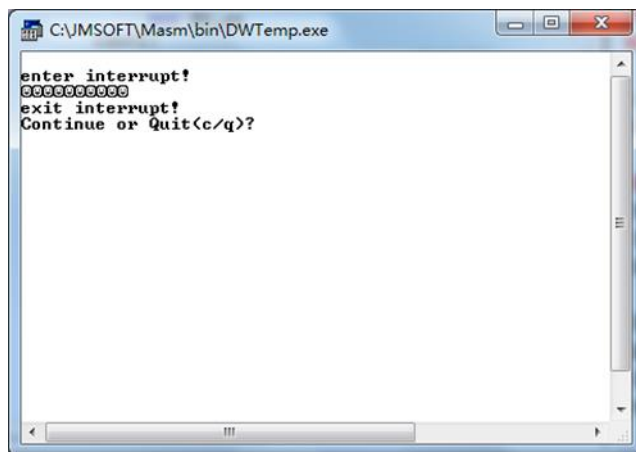 C:\JMSOFT\Masm\bin\DWTemp.exe
enter interrupt!
☺☺☺☺☺☺☺☺☺☺
exit interrupt!
Continue or Quit(c/q)?